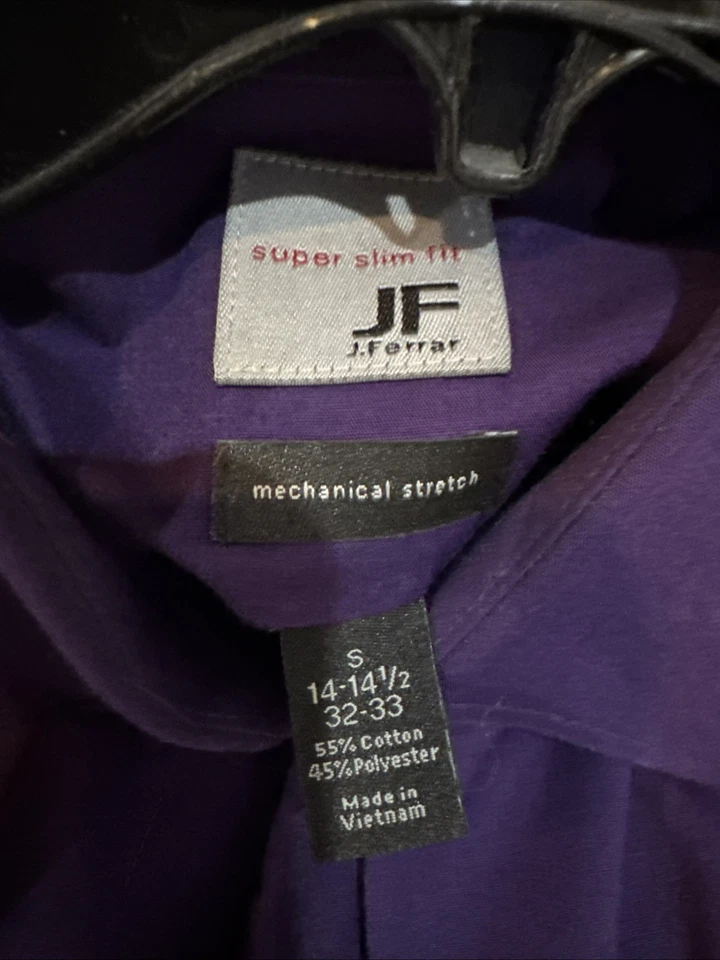 super slim fit
JF
J.Ferrar
mechanical stretch
S
14-14½
32-33
55% Cotton
45% Polyester
Made in
Vietnam